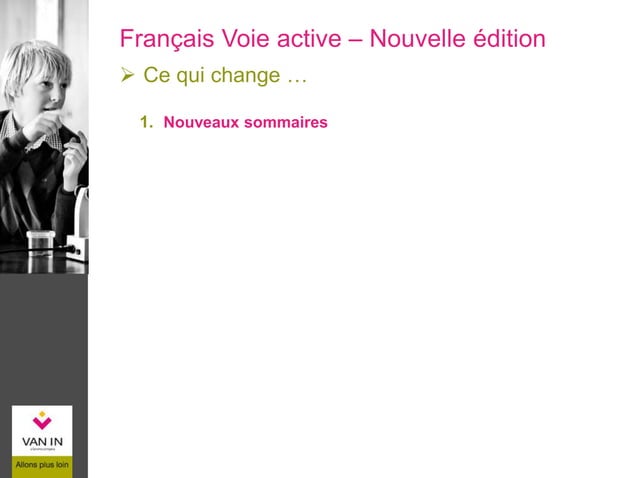 Français Voie active – Nouvelle édition
➢ Ce qui change …
1. Nouveaux sommaires
VAN IN
Allons plus loin